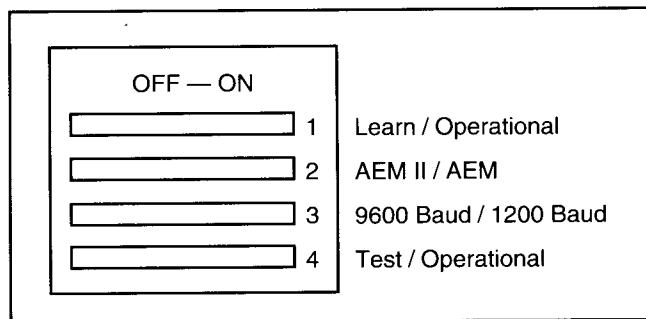 OFF — ON
1 Learn / Operational
2 AEM II / AEM
3 9600 Baud / 1200 Baud
4 Test / Operational